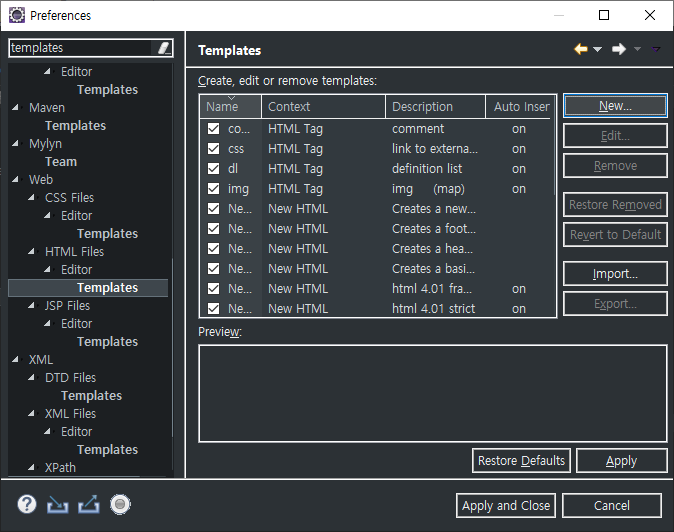 Preferences
templates
Editor
Templates
Maven
Templates
Mylyn
Team
Web
CSS Files
Editor
Templates
HTML Files
Editor
Templates
JSP Files
Editor
Templates
XML
DTD Files
Templates
XML Files
Editor
Templates
XPath
Templates
Create, edit or remove templates:
Name Context Description Auto Inser
co... HTML Tag comment on
css HTML Tag link to externa... on
dl HTML Tag definition list on
img HTML Tag img (map) on
Ne... New HTML Creates a new...
Ne... New HTML Creates a foot...
Ne... New HTML Creates a hea...
Ne... New HTML Creates a basi...
Ne... New HTML html 4.01 fra... on
Ne... New HTML html 4.01 strict on
New...
Edit...
Remove
Restore Removed
Revert to Default
Import...
Export...
Preview:
Restore Defaults Apply
Apply and Close Cancel